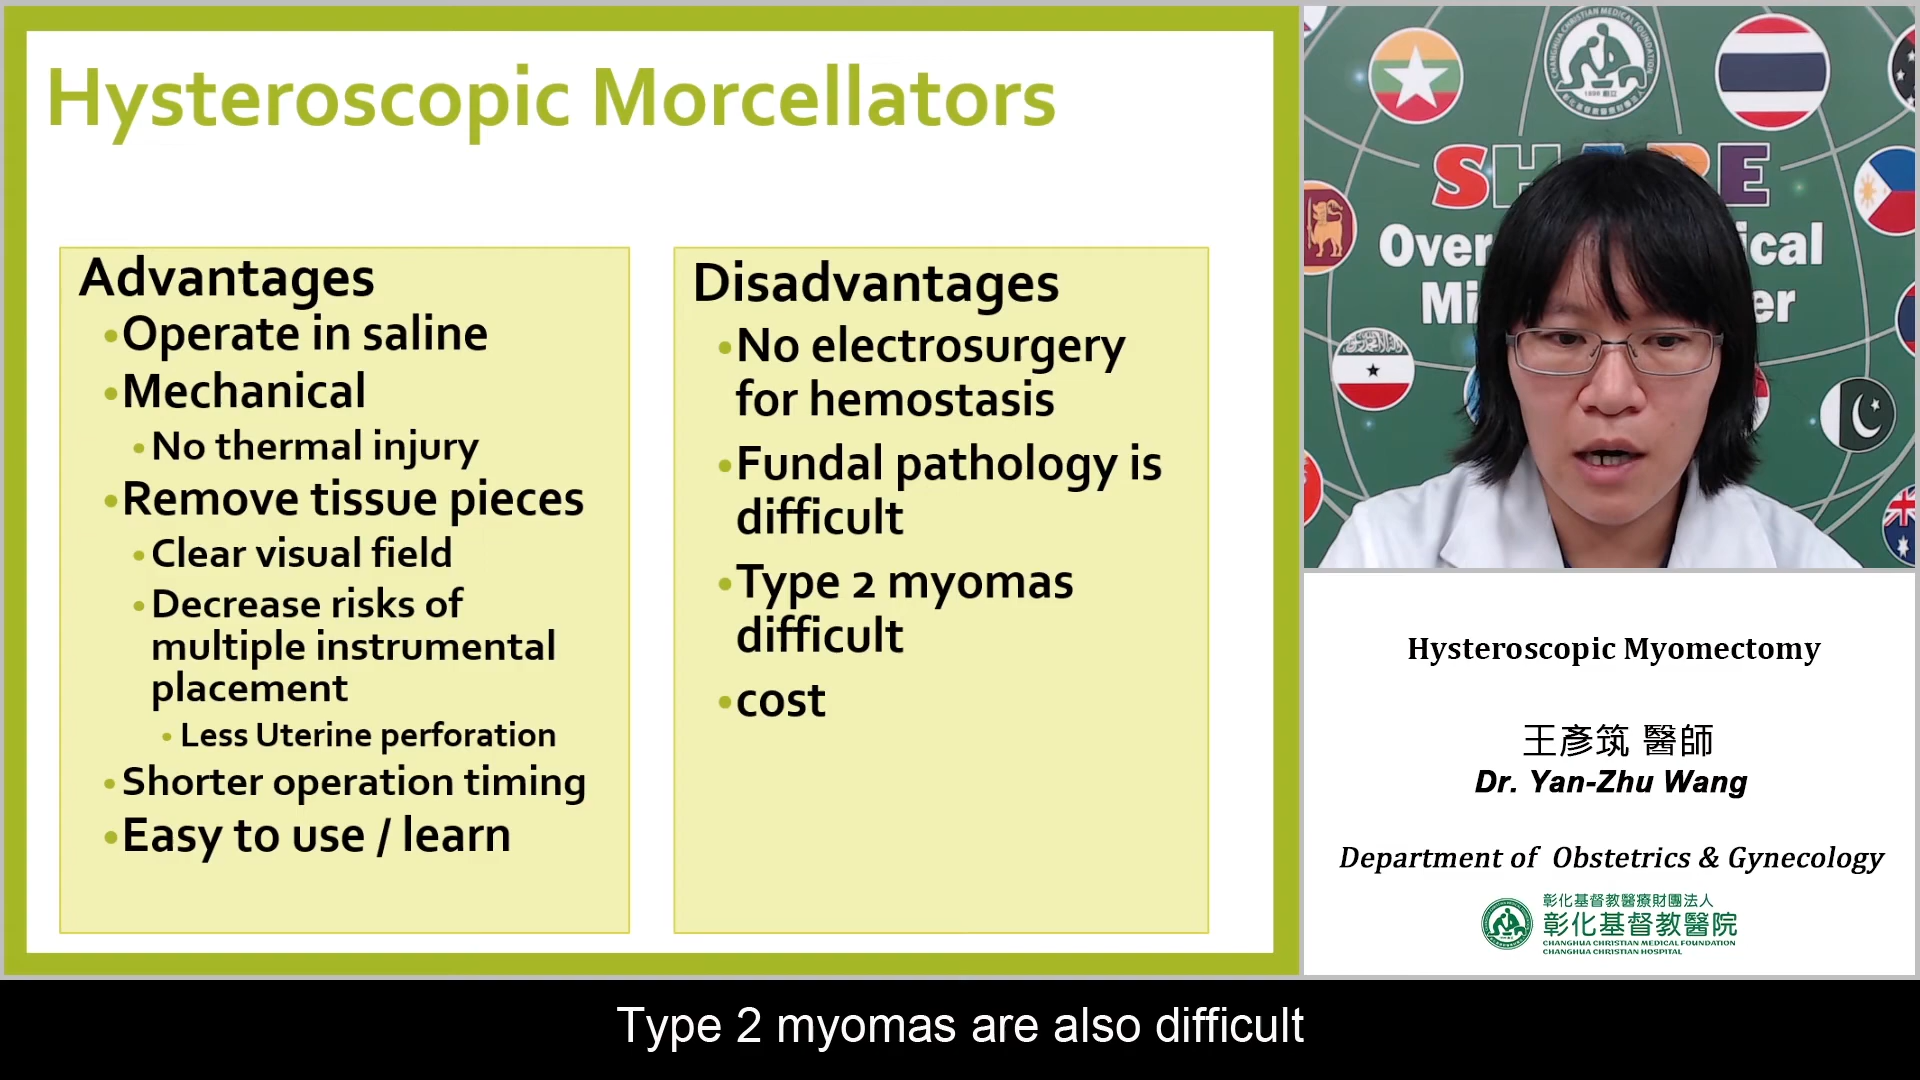 Hysteroscopic Morcellators
Advantages
•Operate in saline
•Mechanical
•No thermal injury
•Remove tissue pieces
•Clear visual field
•Decrease risks of
multiple instrumental
placement
•Less Uterine perforation
•Shorter operation timing
•Easy to use / learn
Disadvantages
•No electrosurgery
for hemostasis
•Fundal pathology is
difficult
•Type 2 myomas
difficult
•cost
CHANGHUA CHRISTIAN MEDICAL FOUNDATION
Hysteroscopic Myomectomy
王彥筑 醫師
Dr. Yan-Zhu Wang
Department of Obstetrics & Gynecology
彰化基督教醫療財團法人
彰化基督教醫院
CHANGHUA CHRISTIAN MEDICAL FOUNDATION
CHANGHUA CHRISTIAN HOSPITAL
Type 2 myomas are also difficult